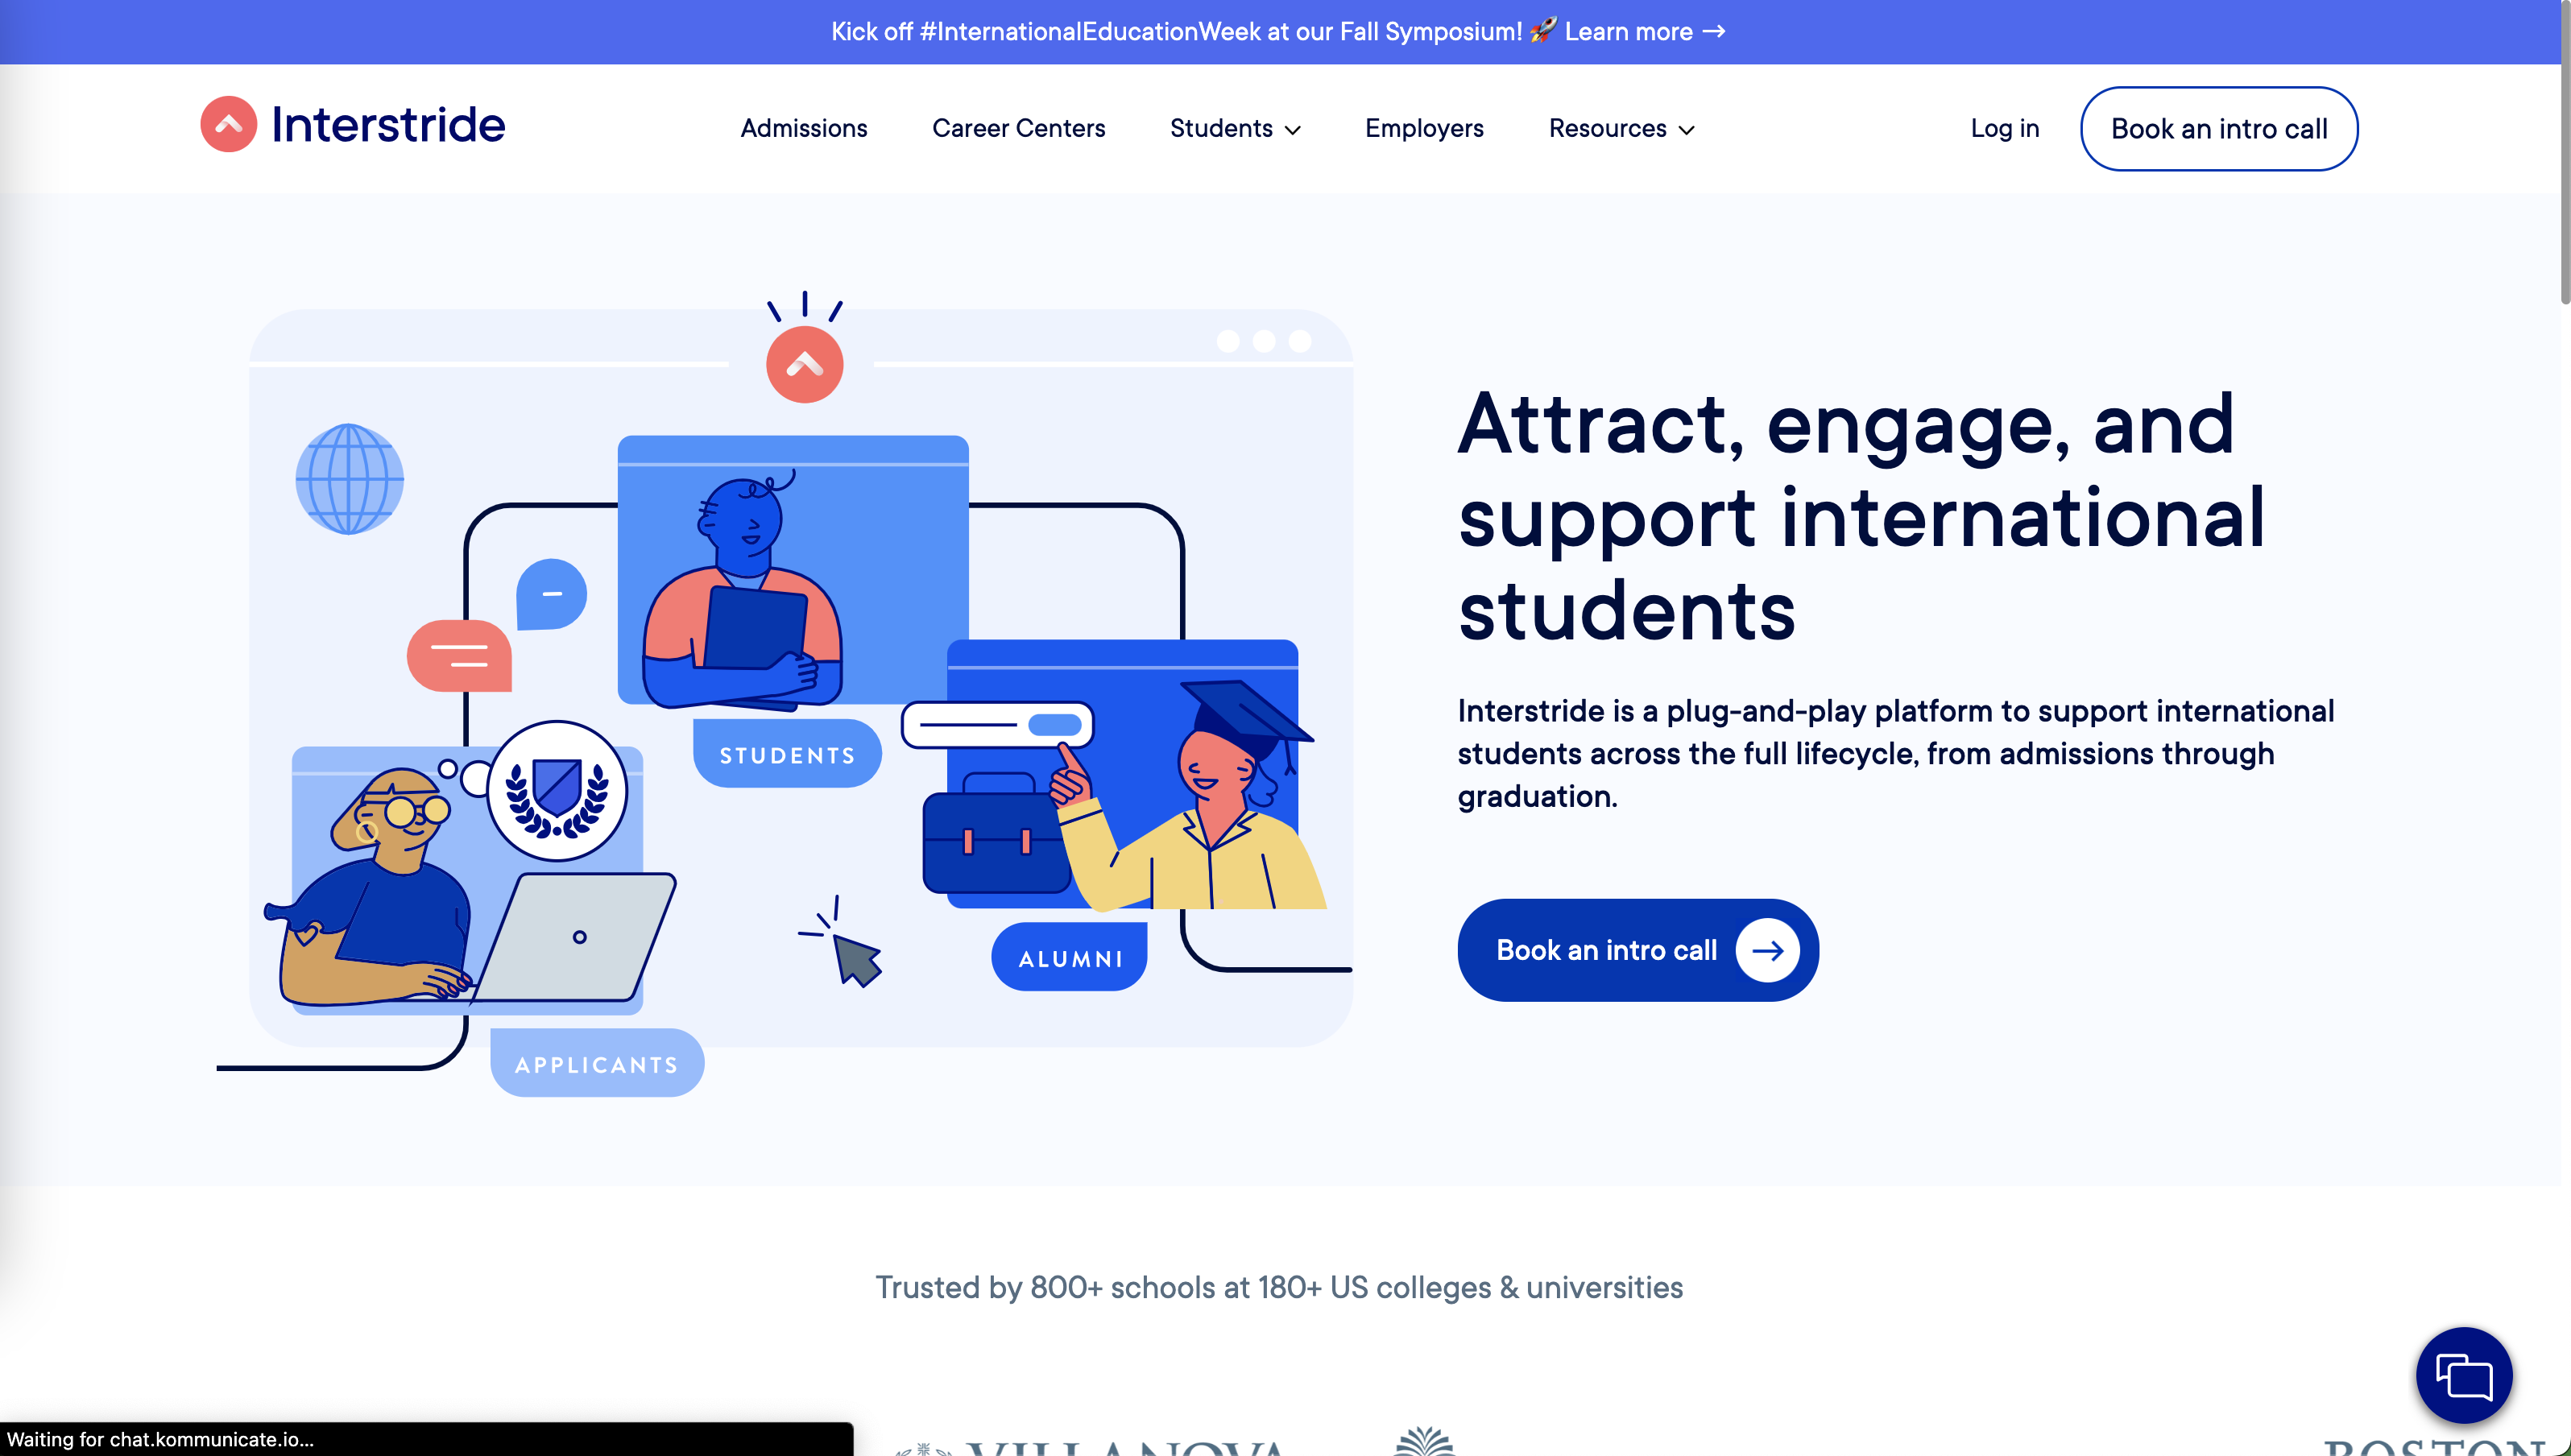 Kick off #InternationalEducationWeek at our Fall Symposium! 🚀 Learn more →
Interstride
Admissions
Career Centers
Students
Employers
Resources
Log in
Book an intro call
Attract, engage, and
support international
students
Interstride is a plug-and-play platform to support international
students across the full lifecycle, from admissions through
graduation.
Book an intro call
STUDENTS
ALUMNI
APPLICANTS
Trusted by 800+ schools at 180+ US colleges & universities
VILLANOVA
BOSTON
Waiting for chat.kommunicate.io...